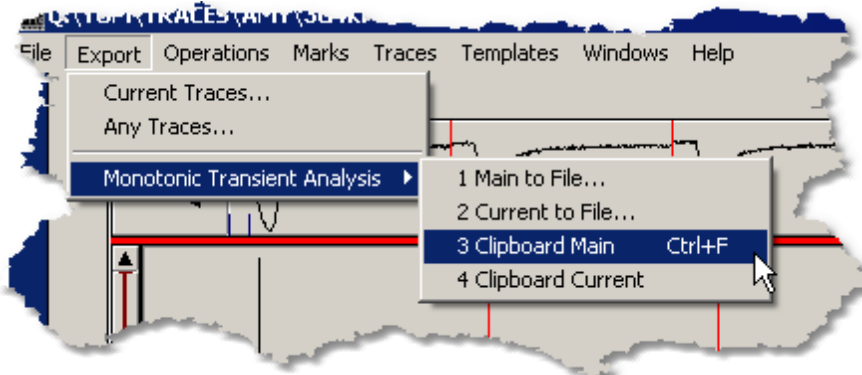 File Export Operations Marks Traces Templates Windows Help
Current Traces...
Any Traces...
Monotonic Transient Analysis
1 Main to File...
2 Current to File...
3 Clipboard Main Ctrl+F
4 Clipboard Current